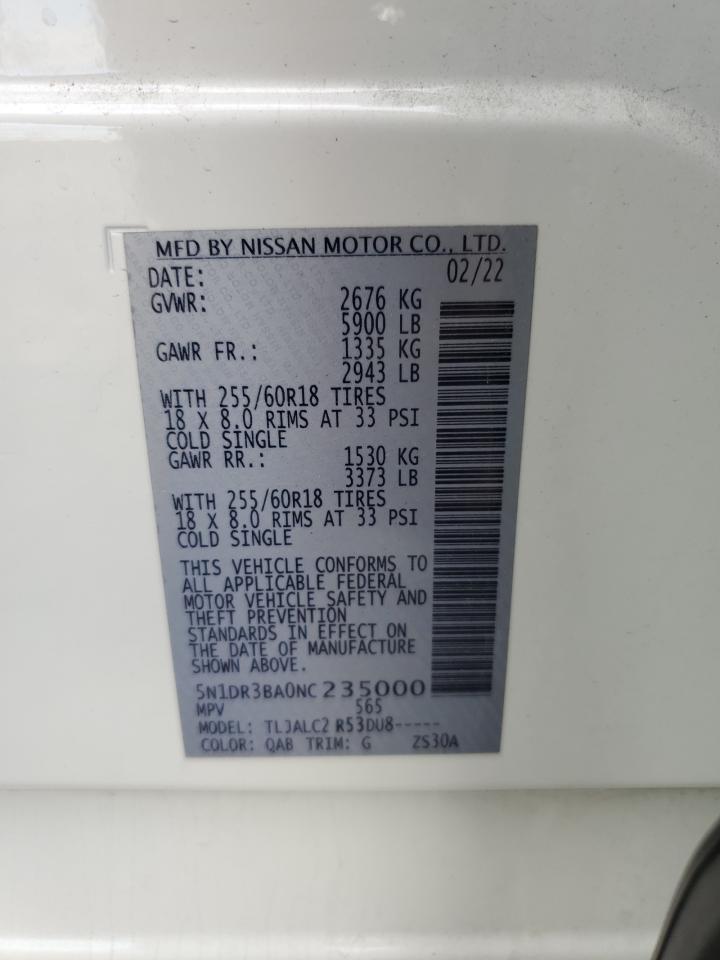 MFD BY NISSAN MOTOR CO., LTD.
DATE: 02/22
GVWR: 2676 KG
5900 LB
GAWR FR.: 1335 KG
2943 LB
WITH 255/60R18 TIRES
18 X 8.0 RIMS AT 33 PSI
COLD SINGLE
GAWR RR.: 1530 KG
3373 LB
WITH 255/60R18 TIRES
18 X 8.0 RIMS AT 33 PSI
COLD SINGLE
THIS VEHICLE CONFORMS TO
ALL APPLICABLE FEDERAL
MOTOR VEHICLE SAFETY AND
THEFT PREVENTION
STANDARDS IN EFFECT ON
THE DATE OF MANUFACTURE
SHOWN ABOVE.
5N1DR3BA0NC 235000
MPV 565
MODEL: TLJALC2 R53DU8-----
COLOR: QAB TRIM: G ZS30A